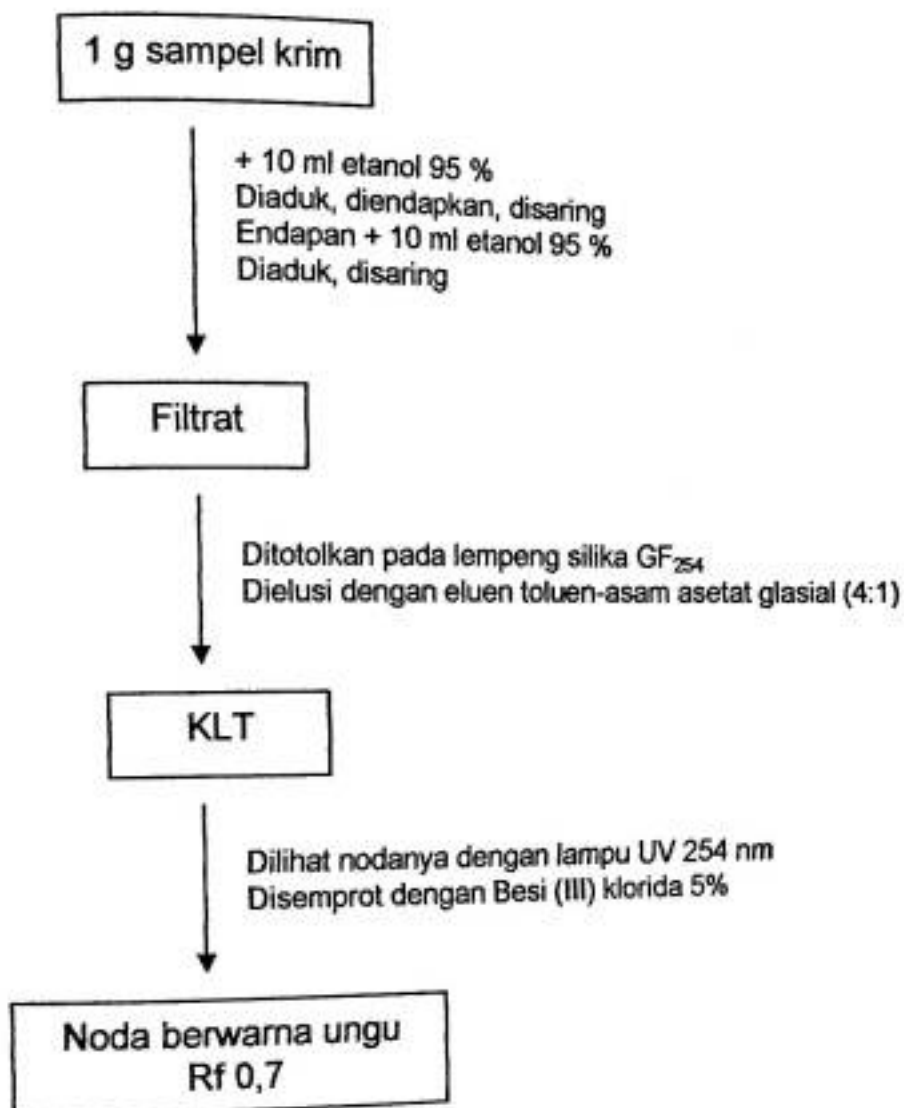 1 g sampel krim
+ 10 ml etanol 95 %
Diaduk, diendapkan, disaring
Endapan + 10 ml etanol 95 %
Diaduk, disaring
Filtrat
Ditotolkan pada lempeng silika GF₂₅₄
Dielusi dengan eluen toluen-asam asetat glasial (4:1)
KLT
Dilihat nodanya dengan lampu UV 254 nm
Disemprot dengan Besi (III) klorida 5%
Noda berwarna ungu
Rf 0,7